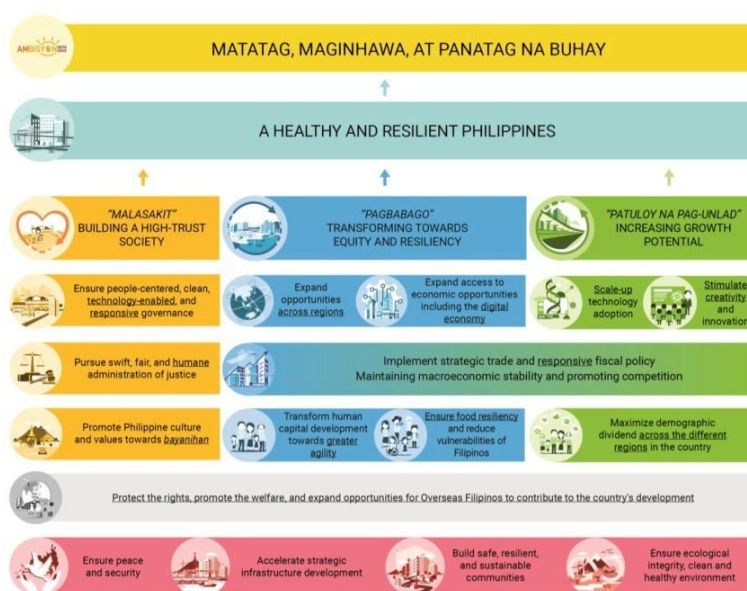 AMBISYON
MATATAG, MAGINHAWA, AT PANATAG NA BUHAY
A HEALTHY AND RESILIENT PHILIPPINES
"MALASAKIT"
BUILDING A HIGH-TRUST
SOCIETY
"PAGBABAGO"
TRANSFORMING TOWARDS
EQUITY AND RESILIENCY
"PATULOY NA PAG-UNLAD"
INCREASING GROWTH
POTENTIAL
Ensure people-centered, clean,
technology-enabled, and
responsive governance
Expand
opportunities
across regions
Expand access to
economic opportunities
including the digital
economy
Scale-up
technology
adoption
Stimulate
creativity and
innovation
Pursue swift, fair, and humane
administration of justice
Implement strategic trade and responsive fiscal policy
Maintaining macroeconomic stability and promoting competition
Promote Philippine culture
and values towards bayanihan
Transform human
capital development
towards greater
agility
Ensure food resiliency
and reduce
vulnerabilities of
Filipinos
Maximize demographic
dividend across the different
regions in the country
Protect the rights, promote the welfare, and expand opportunities for Overseas Filipinos to contribute to the country's development
Ensure peace
and security
Accelerate strategic
infrastructure development
Build safe, resilient,
and sustainable
communities
Ensure ecological
integrity, clean and
healthy environment